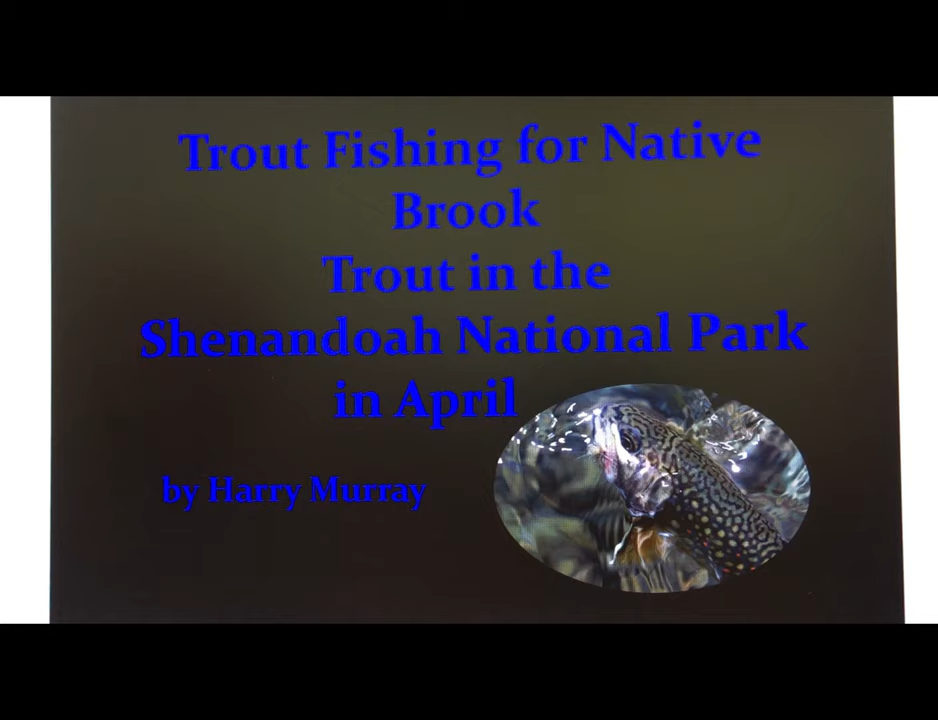 Trout Fishing for Native
Brook
Trout in the
Shenandoah National Park
in April
by Harry Murray